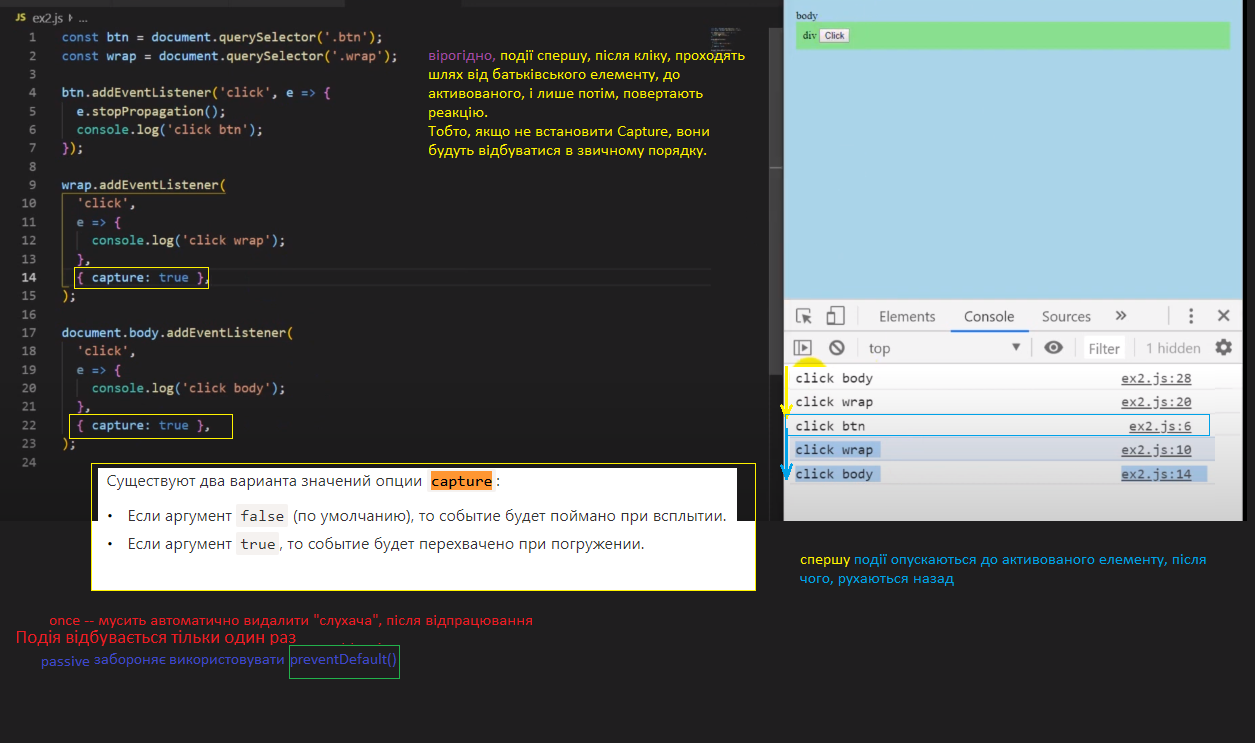 JS ex2.js ...
1 const btn = document.querySelector('.btn');
2 const wrap = document.querySelector('.wrap');
3
4 btn.addEventListener('click', e => {
5 e.stopPropagation();
6 console.log('click btn');
7 });
8
9 wrap.addEventListener(
10 'click',
11 e => {
12 console.log('click wrap');
13 },
14 { capture: true },
15 );
16
17 document.body.addEventListener(
18 'click',
19 e => {
20 console.log('click body');
21 },
22 { capture: true },
23 );
24
вірогідно, події спершу, після кліку, проходять
шлях від батьківського елементу, до
активованого, і лише потім, повертають
реакцію.
Тобто, якщо не встановити Capture, вони
будуть відбуватися в звичному порядку.
body
div Click
Elements Console Sources »
top Filter 1 hidden
click body ex2.js:28
click wrap ex2.js:20
click btn ex2.js:6
click wrap ex2.js:10
click body ex2.js:14
Существуют два варианта значений опции capture:
• Если аргумент false (по умолчанию), то событие будет поймано при всплытии.
• Если аргумент true, то событие будет перехвачено при погружении.
спершу події опускаються до активованого елементу, після
чого, рухаються назад
once -- мусить автоматично видалити "слухача", після відпрацювання
Подія відбувається тільки один раз
passive забороняє використовувати preventDefault()